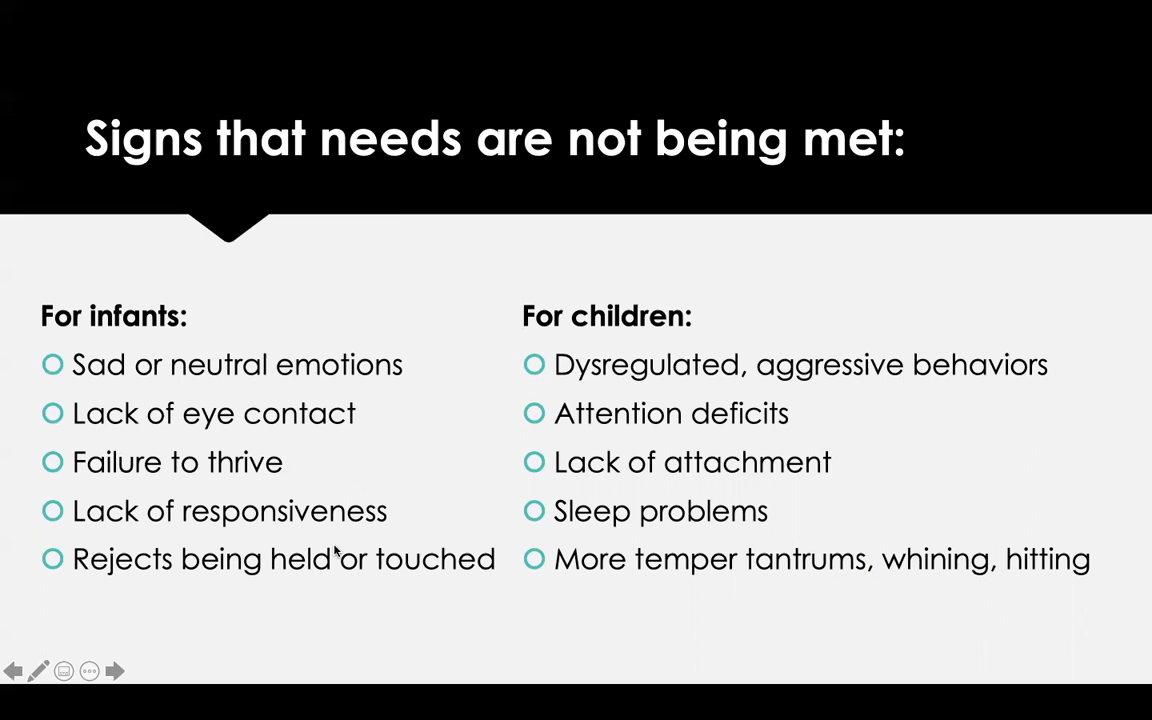 Signs that needs are not being met:
For infants:
Sad or neutral emotions
Lack of eye contact
Failure to thrive
Lack of responsiveness
Rejects being held or touched
For children:
Dysregulated, aggressive behaviors
Attention deficits
Lack of attachment
Sleep problems
More temper tantrums, whining, hitting